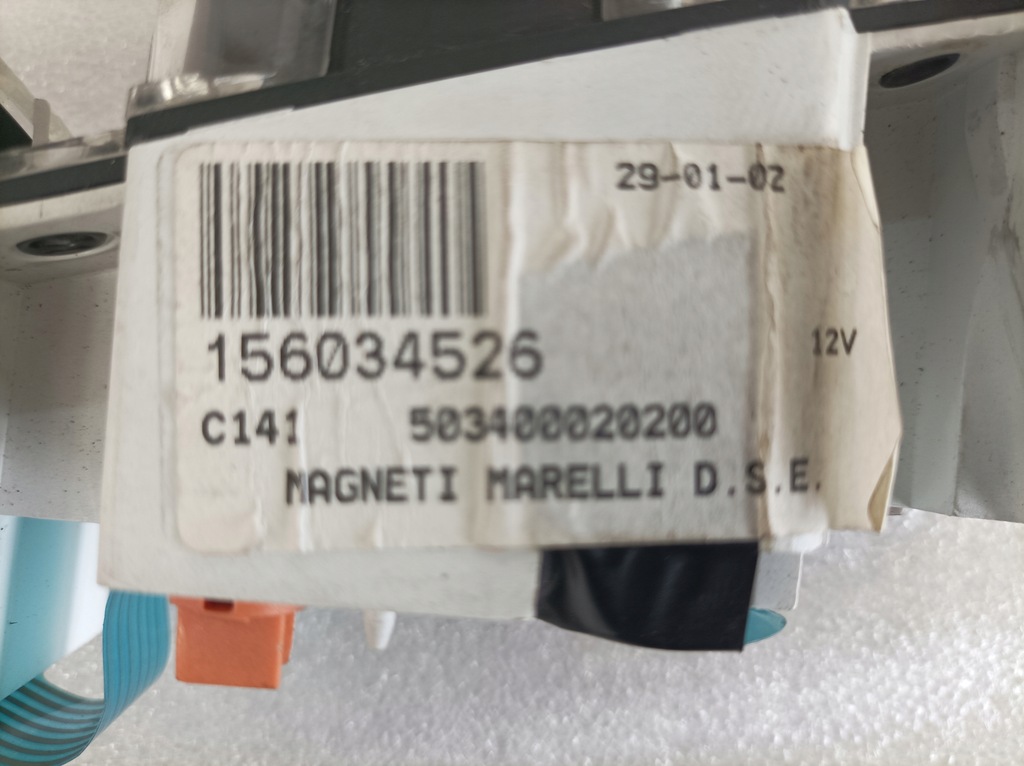 29-01-02
156034526
12V
C141 503400020200
MAGNETI MARELLI D.S.E.